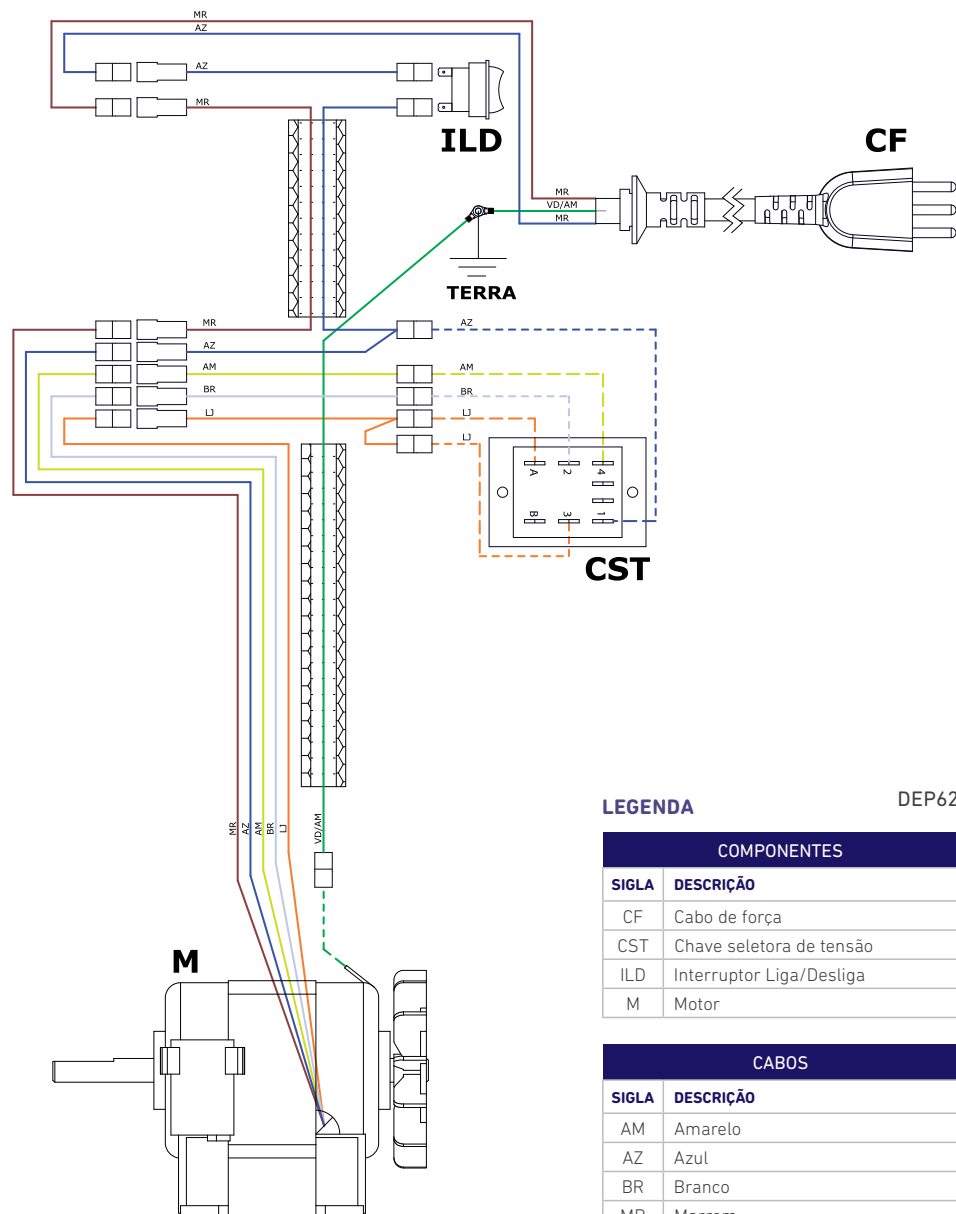 MR
AZ
AZ
MR
ILD
CF
MR
VD/AM
MR
TERRA
MR
AZ
AZ
AM
AM
BR
BR
LJ
LJ
LJ
A
2
4
B
3
1
CST
MR
AZ
AM
BR
LJ
VD/AM
M
LEGENDA
DEP62
COMPONENTES
SIGLA DESCRIÇÃO
CF Cabo de força
CST Chave seletora de tensão
ILD Interruptor Liga/Desliga
M Motor
CABOS
SIGLA DESCRIÇÃO
AM Amarelo
AZ Azul
BR Branco
MR Marrom